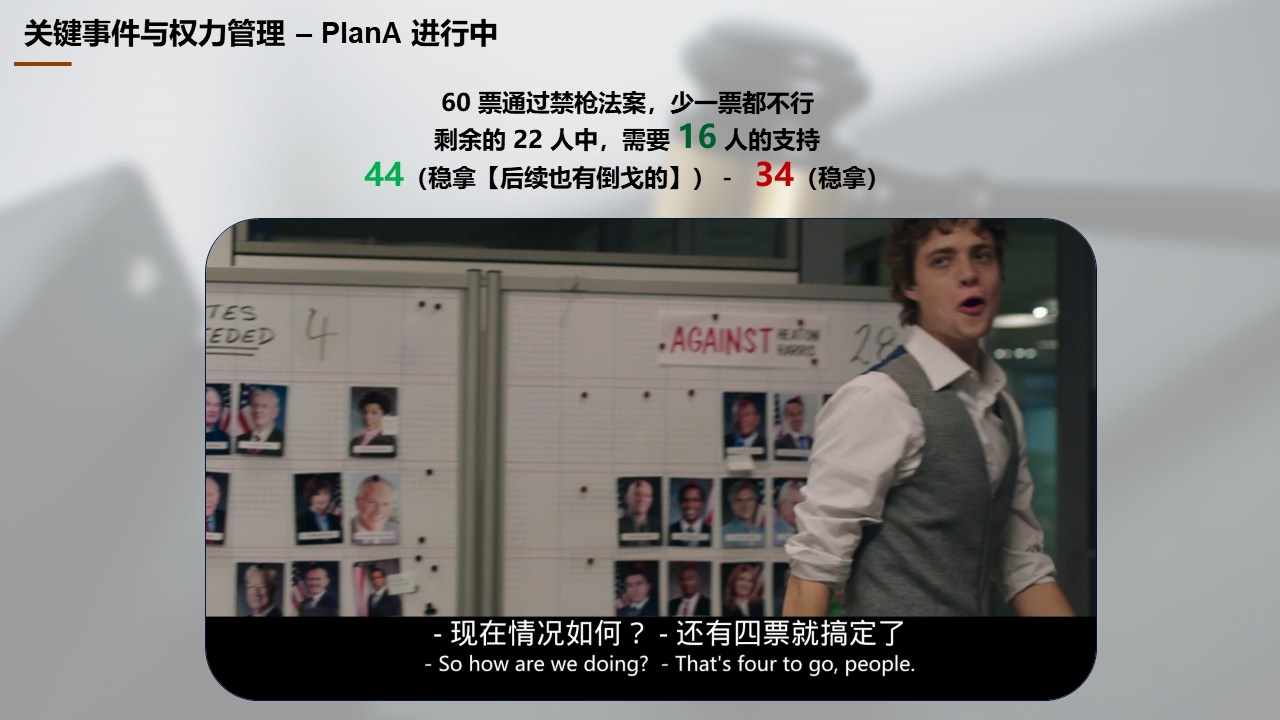 关键事件与权力管理 – PlanA 进行中
60 票通过禁枪法案，少一票都不行
剩余的 22 人中，需要 16 人的支持
44（稳拿【后续也有倒戈的】） - 34（稳拿）
TES
EEDED 4
AGAINST HEATON HARRIS 28
- 现在情况如何？ - 还有四票就搞定了
- So how are we doing? - That's four to go, people.